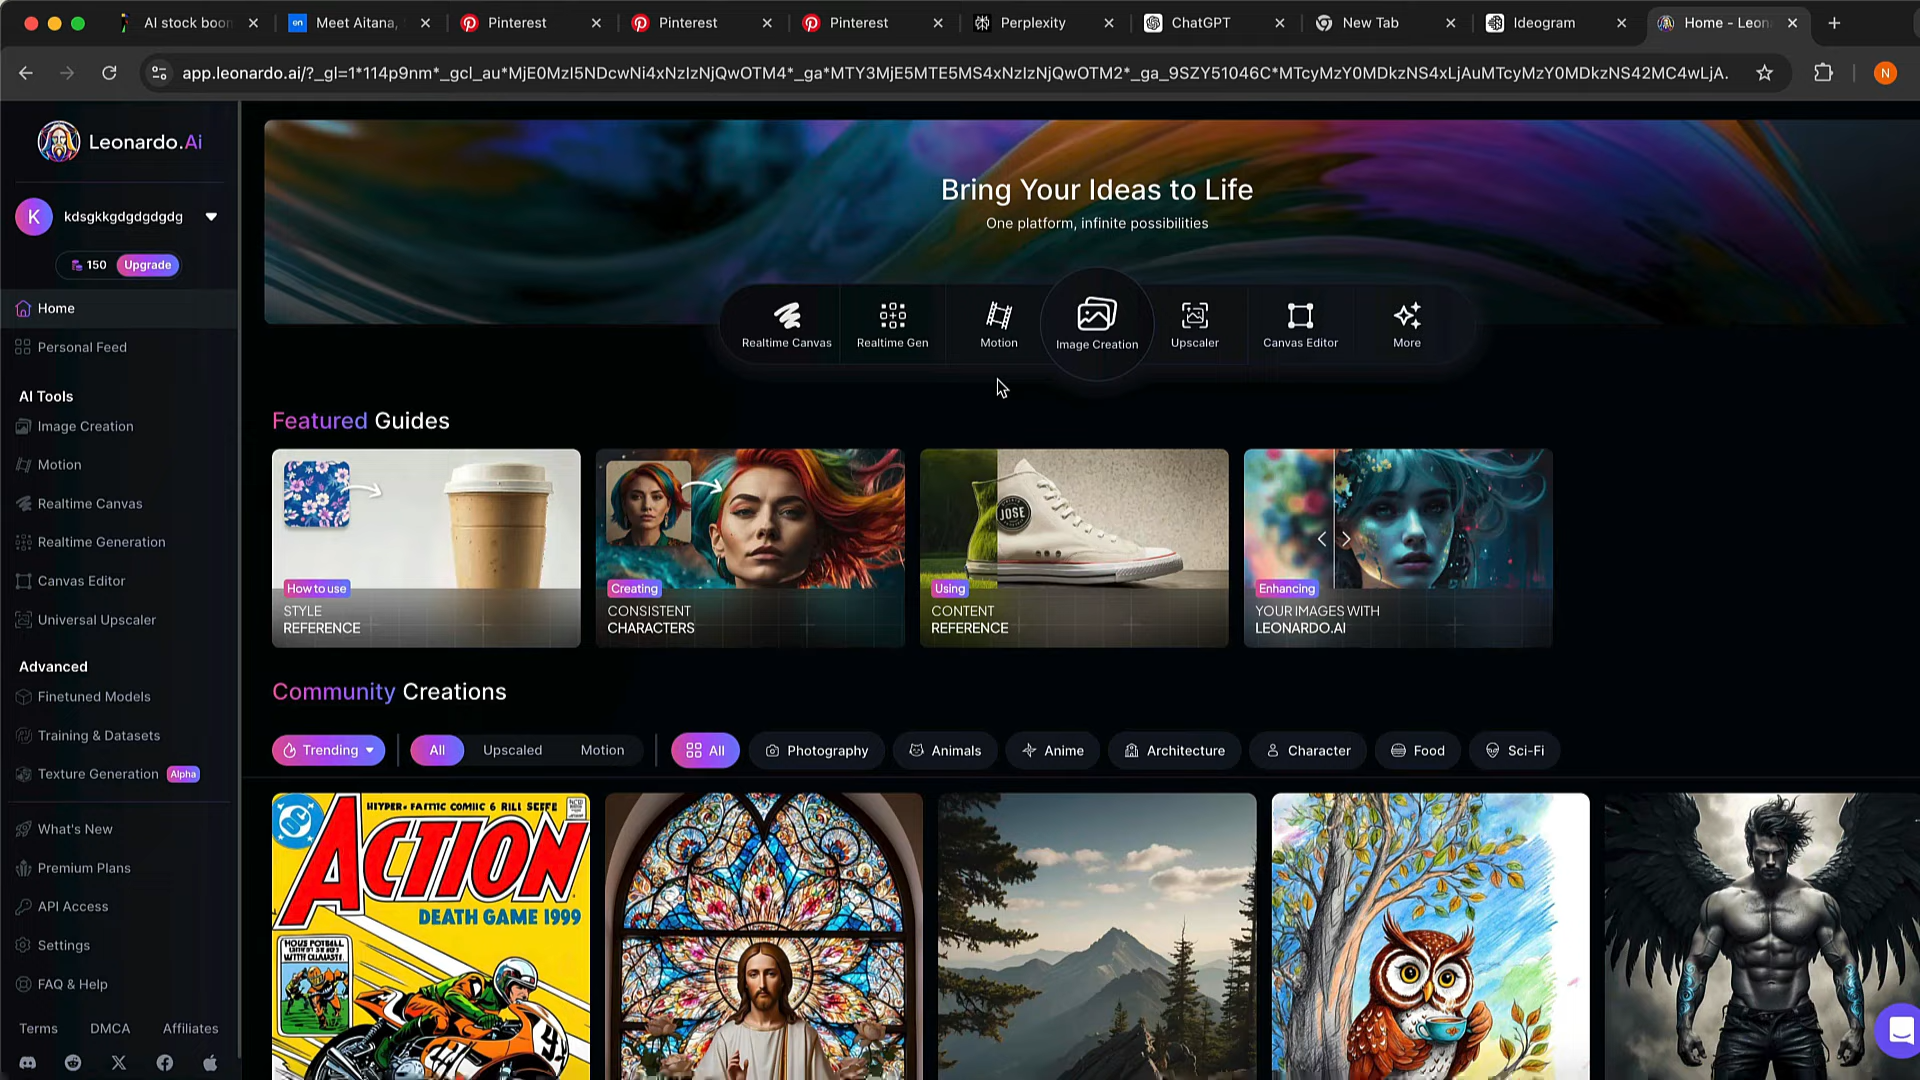 AI stock boon
Meet Aitana,
Pinterest
Pinterest
Pinterest
Perplexity
ChatGPT
New Tab
Ideogram
Home - Leon
app.leonardo.ai/?_gl=1*114p9nm*_gcl_au*MjE0MzI5NDcwNi4xNzIzNjQwOTM4*_ga*MTY3MjE5MTE5MS4xNzIzNjQwOTM2*_ga_9SZY51046C*MTcyMzY0MDkzNS4xLjAuMTcyMzY0MDkzNS42MC4wLjA.
N
Leonardo.Ai
K
kdsgkkgdgdgdgdg
150
Upgrade
Home
Personal Feed
AI Tools
Image Creation
Motion
Realtime Canvas
Realtime Generation
Canvas Editor
Universal Upscaler
Advanced
Finetuned Models
Training & Datasets
Texture Generation Alpha
What's New
Premium Plans
API Access
Settings
FAQ & Help
Terms
DMCA
Affiliates
Bring Your Ideas to Life
One platform, infinite possibilities
Realtime Canvas
Realtime Gen
Motion
Image Creation
Upscaler
Canvas Editor
More
Featured Guides
How to use
STYLE
REFERENCE
Creating
CONSISTENT
CHARACTERS
JOSE
Using
CONTENT
REFERENCE
Enhancing
YOUR IMAGES WITH
LEONARDO.AI
Community Creations
Trending
All
Upscaled
Motion
All
Photography
Animals
Anime
Architecture
Character
Food
Sci-Fi
ACTION
DEATH GAME 1999